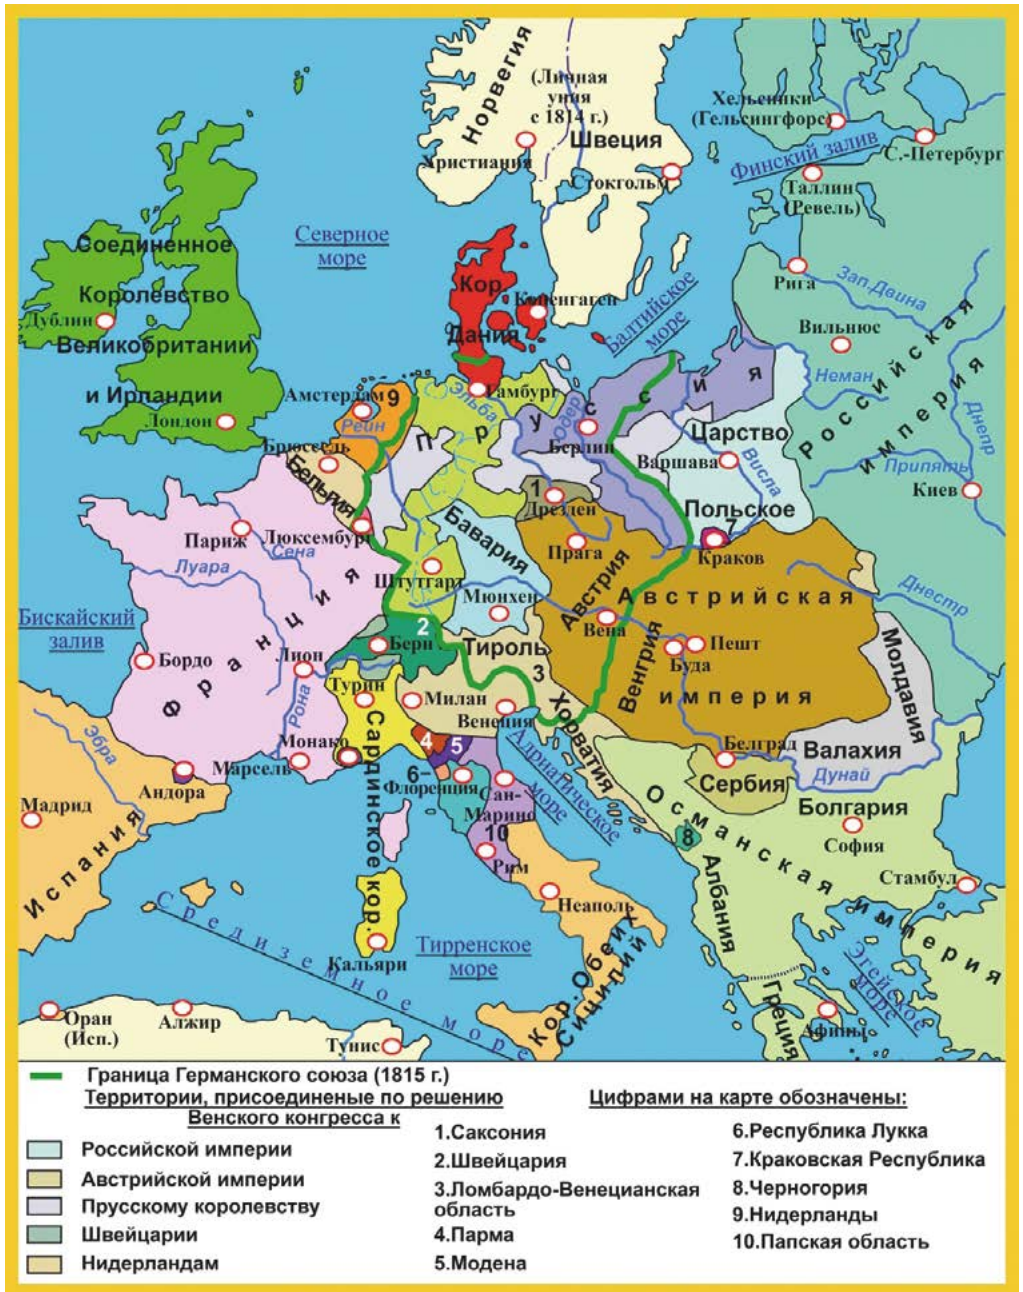 Норвегия
(Личная
уния
с 1814 г.)
Швеция
Христиания
Стокгольм
Хельсинки
(Гельсингфорс)
Финский залив
С.-Петербург
Таллин
(Ревель)
Северное
море
Соединенное
Королевство
Великобритании
и Ирландии
Дублин
Лондон
Кор.
Дания
Копенгаген
Балтийское
море
Рига
Зап.Двина
Вильнюс
Неман
Российская
империя
Днепр
Припять
Киев
Амстердам
9
Рейн
Гамбург
Эльба
Пруссия
Одер
Берлин
Царство
Польское
Варшава
Висла
Брюссель
Бельгия
Люксембург
1
Дрезден
7
Краков
Париж
Сена
Луара
Франция
Бавария
Штутгарт
Мюнхен
Прага
Австрия
Вена
Австрийская
империя
Венгрия
Пешт
Буда
Днестр
Молдавия
Бискайский
залив
Бордо
Лион
Рона
2
Берн
Тироль
3
Турин
Милан
Венеция
Хорватия
Белград
Валахия
Дунай
Сербия
Болгария
София
Монако
Марсель
Сардинское кор.
4
5
6–
Флоренция
Сан-
Марино
10
Рим
Адриатическое
море
Османская империя
8
Албания
Стамбул
Эбра
Андора
Мадрид
Испания
Неаполь
Кор. Обеих
Сицилий
Тирренское
море
Кальяри
Средиземное море
Эгейское
море
Греция
Афины
Оран
(Исп.)
Алжир
Тунис
Граница Германского союза (1815 г.)
Территории, присоединеные по решению
Венского конгресса к
Российской империи
Австрийской империи
Прусскому королевству
Швейцарии
Нидерландам
Цифрами на карте обозначены:
1.Саксония
2.Швейцария
3.Ломбардо-Венецианская
область
4.Парма
5.Модена
6.Республика Лукка
7.Краковская Республика
8.Черногория
9.Нидерланды
10.Папская область